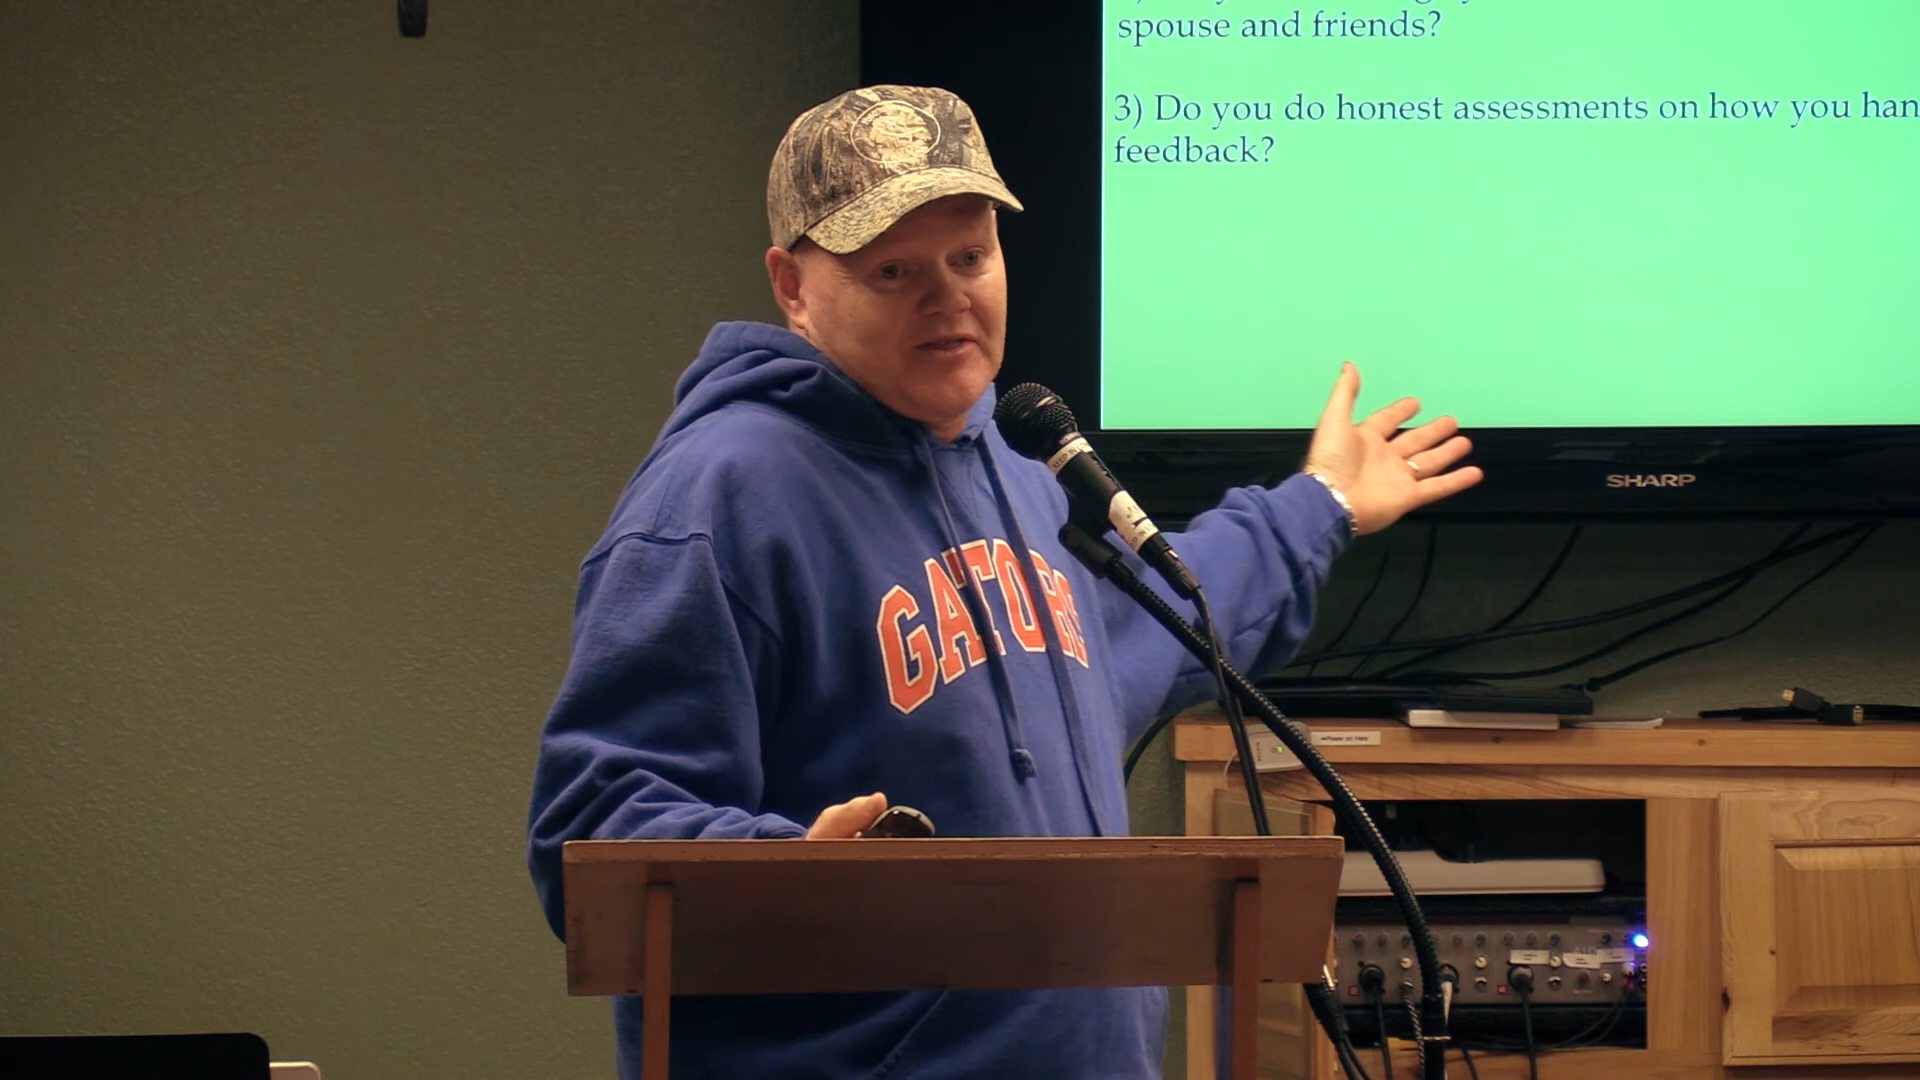 spouse and friends?
3) Do you do honest assessments on how you han
feedback?
SHARP
GATORS